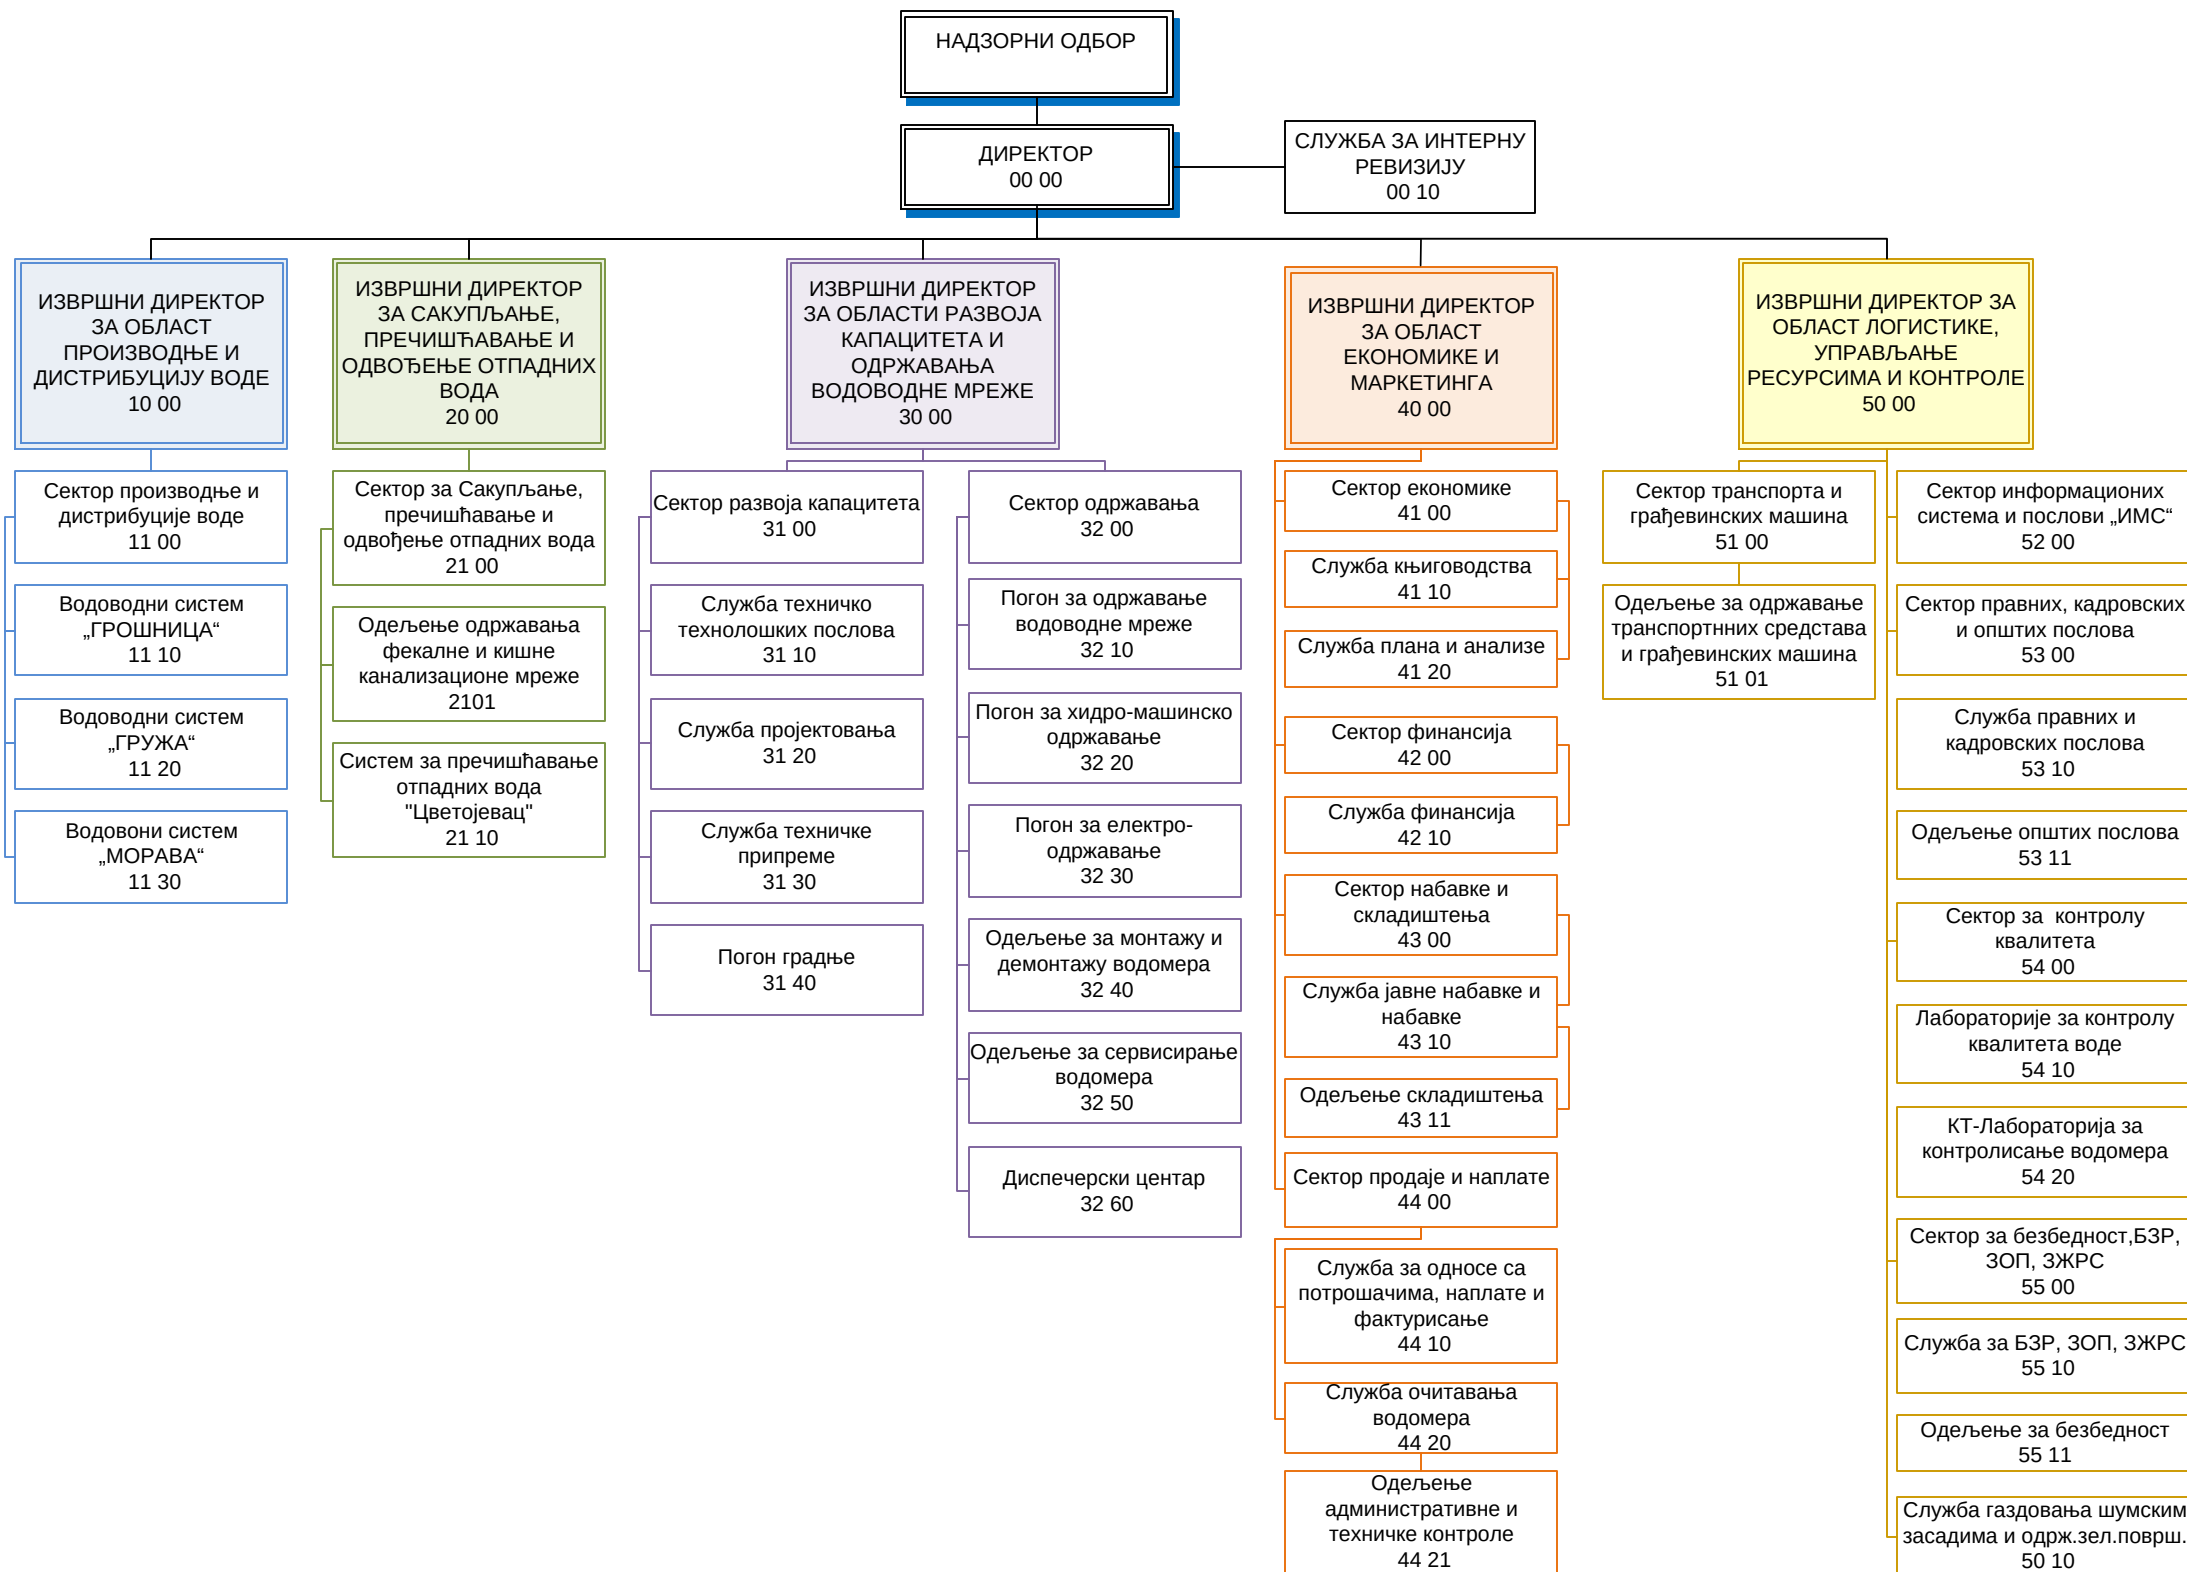 НАДЗОРНИ ОДБОР
ДИРЕКТОР
00 00
СЛУЖБА ЗА ИНТЕРНУ
РЕВИЗИЈУ
00 10
ИЗВРШНИ ДИРЕКТОР
ЗА ОБЛАСТ
ПРОИЗВОДЊЕ И
ДИСТРИБУЦИЈУ ВОДЕ
10 00
ИЗВРШНИ ДИРЕКТОР
ЗА САКУПЉАЊЕ,
ПРЕЧИШЋАВАЊЕ И
ОДВОЂЕЊЕ ОТПАДНИХ
ВОДА
20 00
ИЗВРШНИ ДИРЕКТОР
ЗА ОБЛАСТИ РАЗВОЈА
КАПАЦИТЕТА И
ОДРЖАВАЊА
ВОДОВОДНЕ МРЕЖЕ
30 00
ИЗВРШНИ ДИРЕКТОР
ЗА ОБЛАСТ
ЕКОНОМИКЕ И
МАРКЕТИНГА
40 00
ИЗВРШНИ ДИРЕКТОР ЗА
ОБЛАСТ ЛОГИСТИКЕ,
УПРАВЉАЊЕ
РЕСУРСИМА И КОНТРОЛЕ
50 00
Сектор производње и
дистрибуције воде
11 00
Водоводни систем
„ГРОШНИЦА“
11 10
Водоводни систем
„ГРУЖА“
11 20
Водовони систем
„МОРАВА“
11 30
Сектор за Сакупљање,
пречишћавање и
одвођење отпадних вода
21 00
Одељење одржавања
фекалне и кишне
канализационе мреже
2101
Систем за пречишћавање
отпадних вода
"Цветојевац"
21 10
Сектор развоја капацитета
31 00
Служба техничко
технолошких послова
31 10
Служба пројектовања
31 20
Служба техничке
припреме
31 30
Погон градње
31 40
Сектор одржавања
32 00
Погон за одржавање
водоводне мреже
32 10
Погон за хидро-машинско
одржавање
32 20
Погон за електро-
одржавање
32 30
Одељење за монтажу и
демонтажу водомера
32 40
Одељење за сервисирање
водомера
32 50
Диспечерски центар
32 60
Сектор економике
41 00
Служба књиговодства
41 10
Служба плана и анализе
41 20
Сектор финансија
42 00
Служба финансија
42 10
Сектор набавке и
складиштења
43 00
Служба јавне набавке и
набавке
43 10
Одељење складиштења
43 11
Сектор продаје и наплате
44 00
Служба за односе са
потрошачима, наплате и
фактурисање
44 10
Служба очитавања
водомера
44 20
Одељење
административне и
техничке контроле
44 21
Сектор транспорта и
грађевинских машина
51 00
Одељење за одржавање
транспортнних средстава
и грађевинских машина
51 01
Сектор информационих
система и послови „ИМС“
52 00
Сектор правних, кадровских
и општих послова
53 00
Служба правних и
кадровских послова
53 10
Одељење општих послова
53 11
Сектор за  контролу
квалитета
54 00
Лабораторије за контролу
квалитета воде
54 10
КТ-Лабораторија за
контролисање водомера
54 20
Сектор за безбедност,БЗР,
ЗОП, ЗЖРС
55 00
Служба за БЗР, ЗОП, ЗЖРС
55 10
Одељење за безбедност
55 11
Служба газдовања шумским
засадима и одрж.зел.површ.
50 10